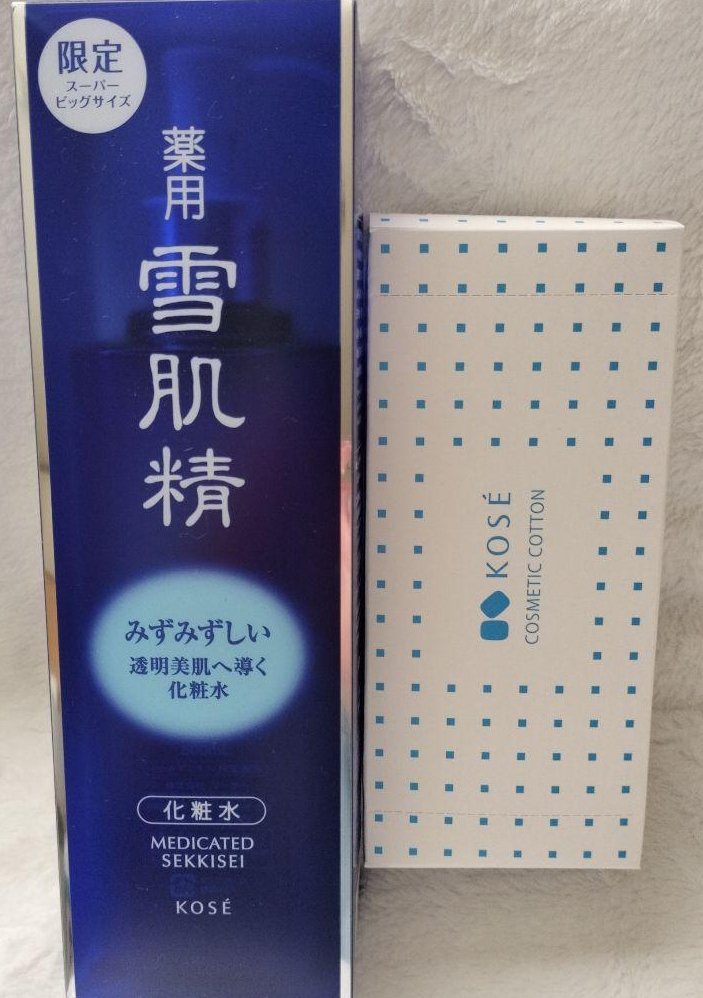 限定
スーパー
ビッグサイズ
薬用
雪肌精
みずみずしい
透明美肌へ導く
化粧水
化粧水
MEDICATED
SEKKISEI
KOSÉ
KOSÉ
COSMETIC COTTON